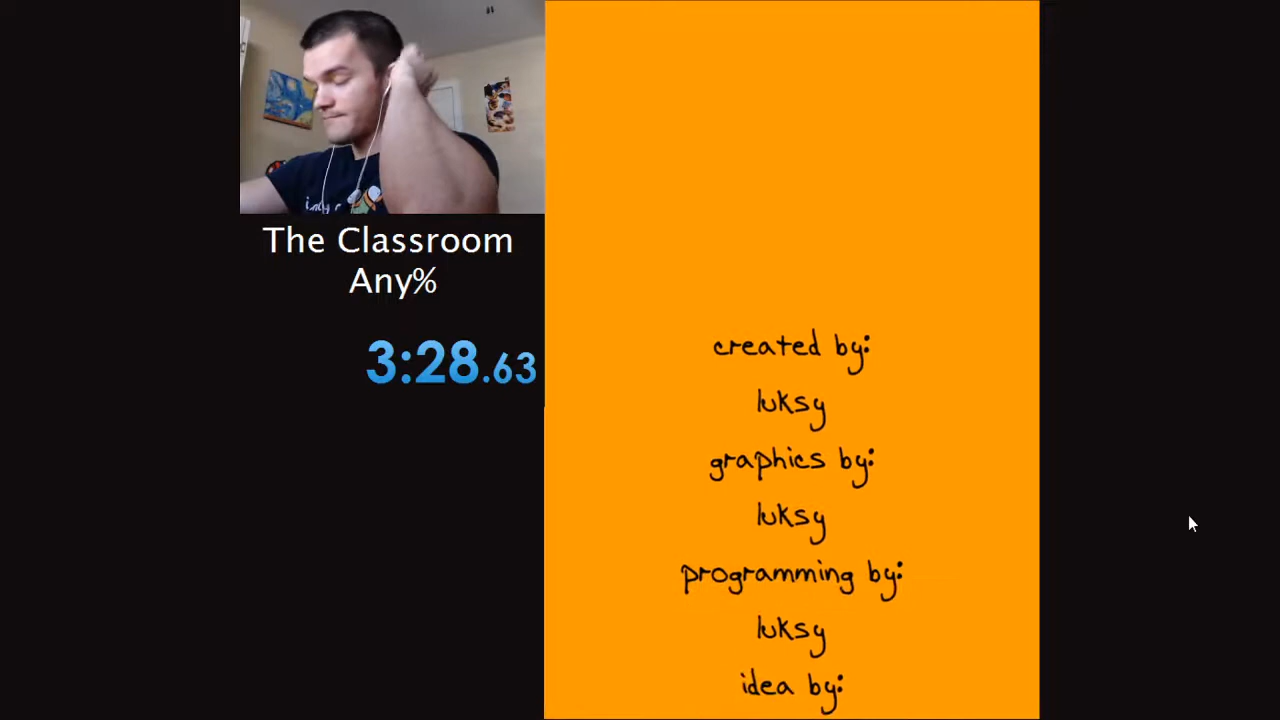 The Classroom
Any%
3:28.63
created by:
luksy
graphics by:
luksy
programming by:
luksy
idea by: